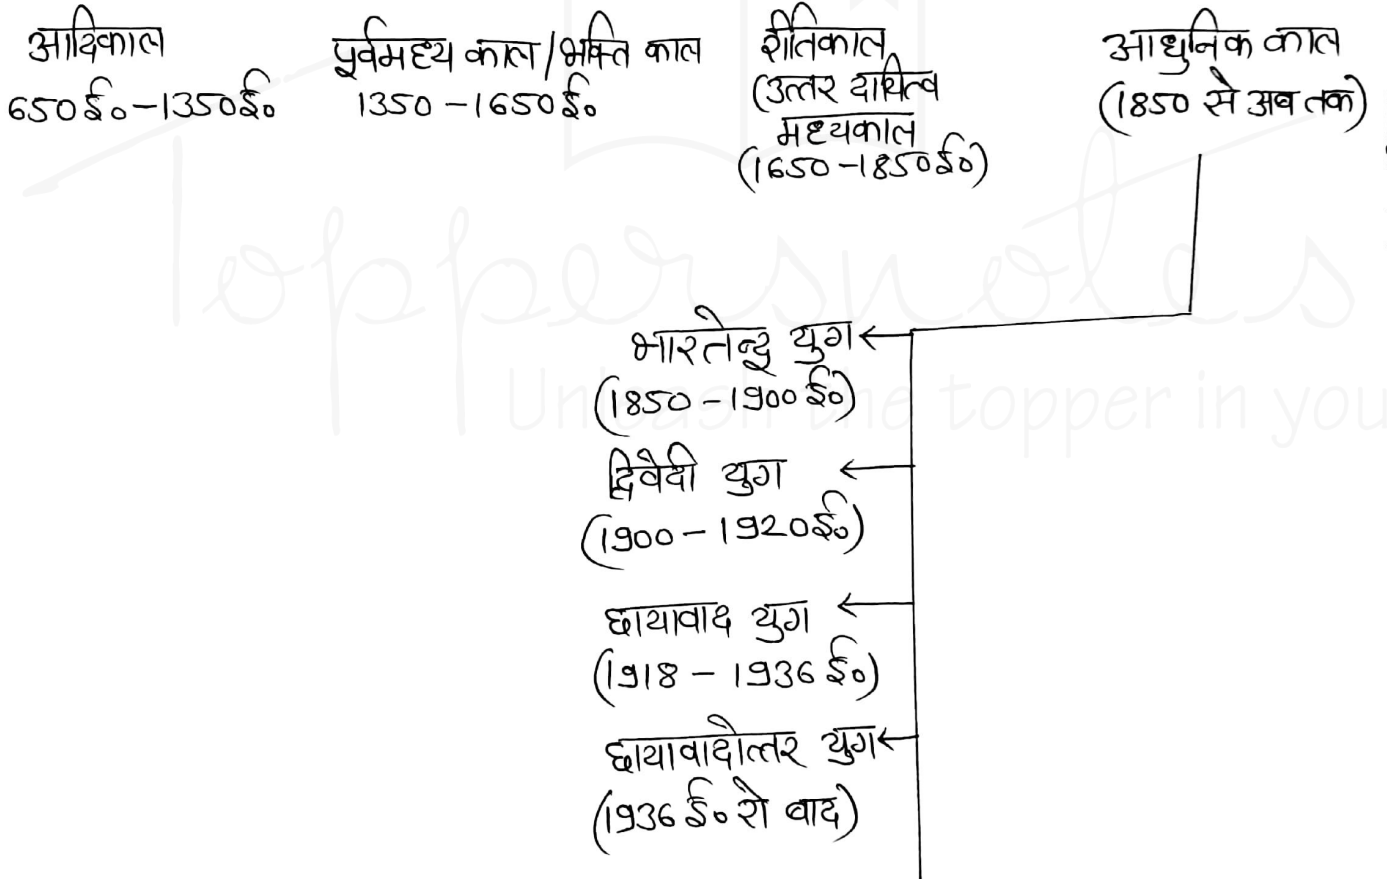 आदिकाल
650 ई० – 1350 ई०
पूर्वमध्य काल / भक्ति काल
1350 – 1650 ई०
रीतिकाल
(उत्तर दायित्व
मध्यकाल
(1650 – 1850 ई०)
आधुनिक काल
(1850 से अब तक)
Toppersnotes
Unleash the topper in you
भारतेन्दु युग
(1850 – 1900 ई०)
द्विवेदी युग
(1900 – 1920 ई०)
छायावाद युग
(1918 – 1936 ई०)
छायावादोत्तर युग
(1936 ई० से बाद)